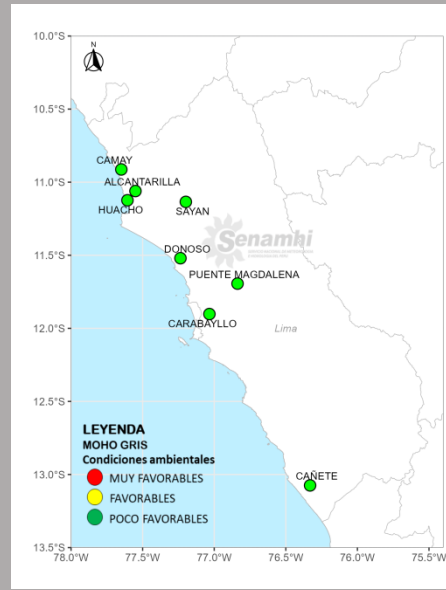 10.0°S
N
10.5°S
CAMAY
11.0°S
ALCANTARILLA
HUACHO
SAYAN
Senamhi
DONOSO
11.5°S
PUENTE MAGDALENA
CARABAYLLO
12.0°S
Lima
12.5°S
LEYENDA
MOHO GRIS
Condiciones ambientales
13.0°S
CAÑETE
MUY FAVORABLES
FAVORABLES
POCO FAVORABLES
13.5°S
78.0°W 77.5°W 77.0°W 76.5°W 76.0°W 75.5°W